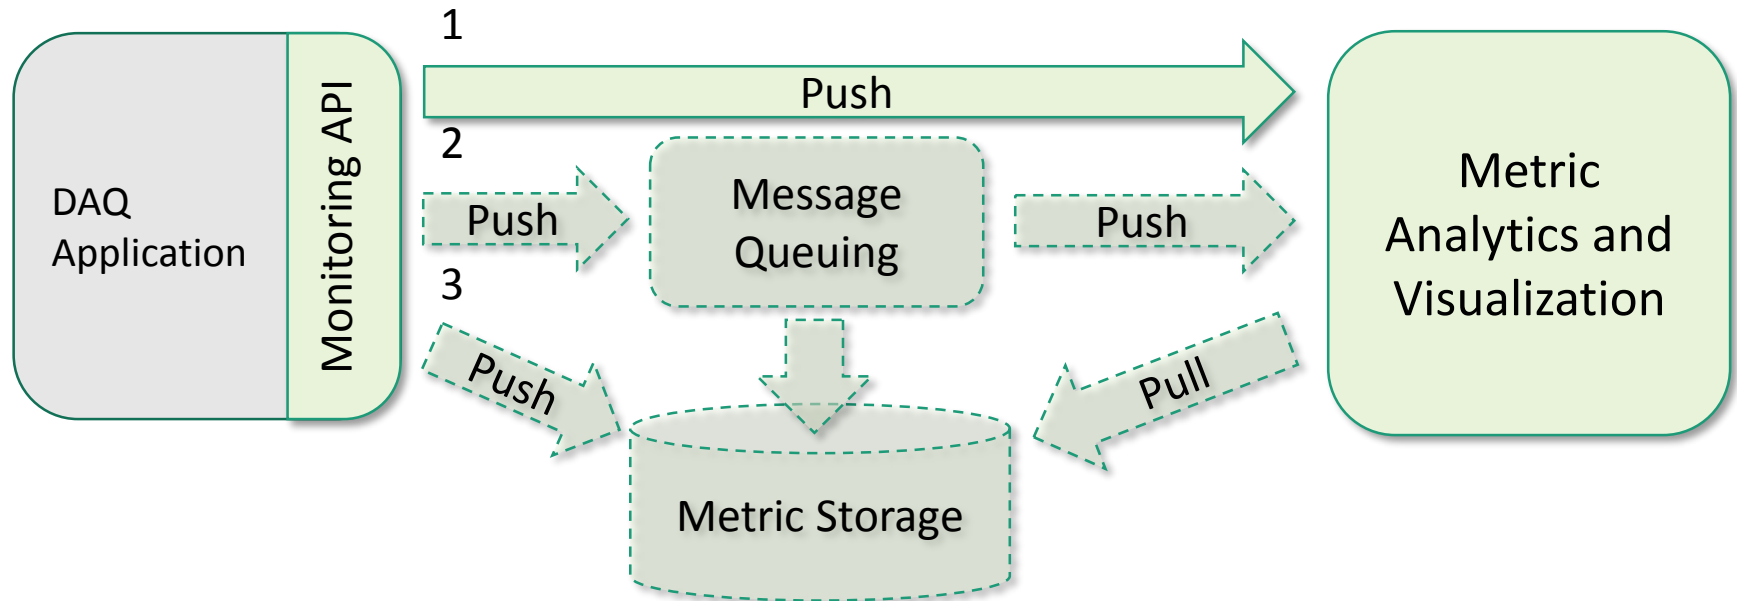 1
Push
2
Push
Message
Queuing
Push
3
Push
Pull
DAQ
Application
Monitoring API
Metric
Analytics and
Visualization
Metric Storage